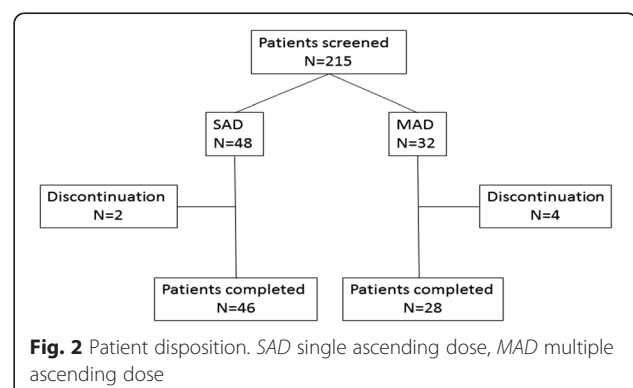 Patients screened
N=215
SAD
N=48
MAD
N=32
Discontinuation
N=2
Discontinuation
N=4
Patients completed
N=46
Patients completed
N=28
Fig. 2 Patient disposition. SAD single ascending dose, MAD multiple
ascending dose